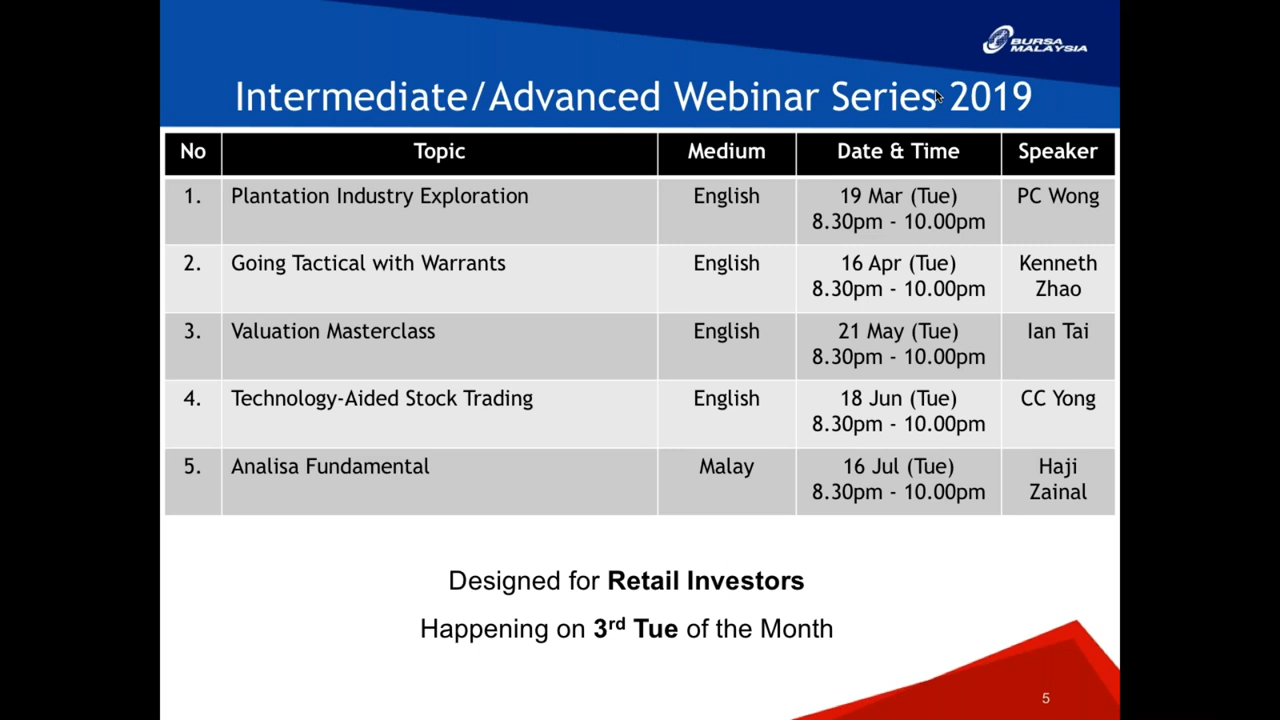 BURSA
MALAYSIA
Intermediate/Advanced Webinar Series 2019
No Topic Medium Date & Time Speaker
1. Plantation Industry Exploration English 19 Mar (Tue) PC Wong
8.30pm - 10.00pm
2. Going Tactical with Warrants English 16 Apr (Tue) Kenneth
8.30pm - 10.00pm Zhao
3. Valuation Masterclass English 21 May (Tue) Ian Tai
8.30pm - 10.00pm
4. Technology-Aided Stock Trading English 18 Jun (Tue) CC Yong
8.30pm - 10.00pm
5. Analisa Fundamental Malay 16 Jul (Tue) Haji
8.30pm - 10.00pm Zainal
Designed for Retail Investors
Happening on 3rd Tue of the Month
5